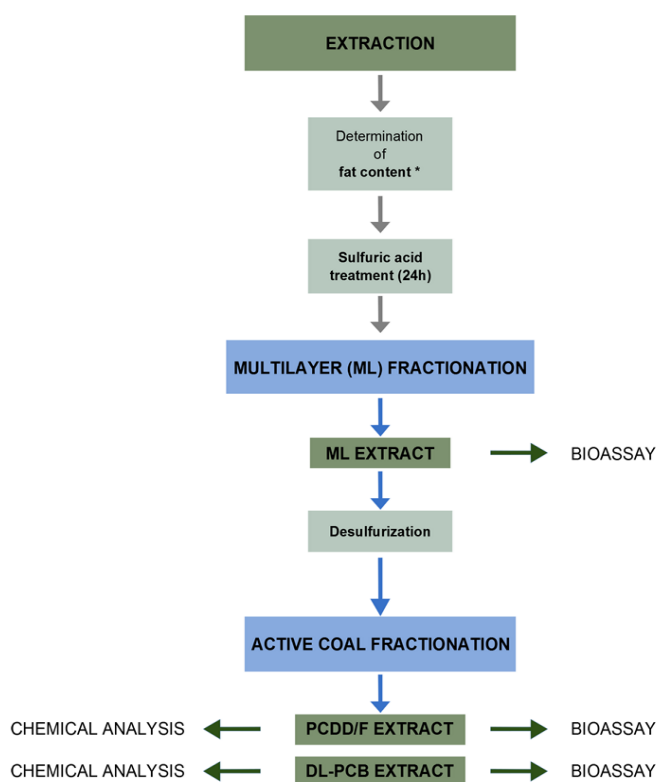 EXTRACTION
Determination
of
fat content *
Sulfuric acid
treatment (24h)
MULTILAYER (ML) FRACTIONATION
ML EXTRACT
BIOASSAY
Desulfurization
ACTIVE COAL FRACTIONATION
CHEMICAL ANALYSIS
PCDD/F EXTRACT
BIOASSAY
CHEMICAL ANALYSIS
DL-PCB EXTRACT
BIOASSAY